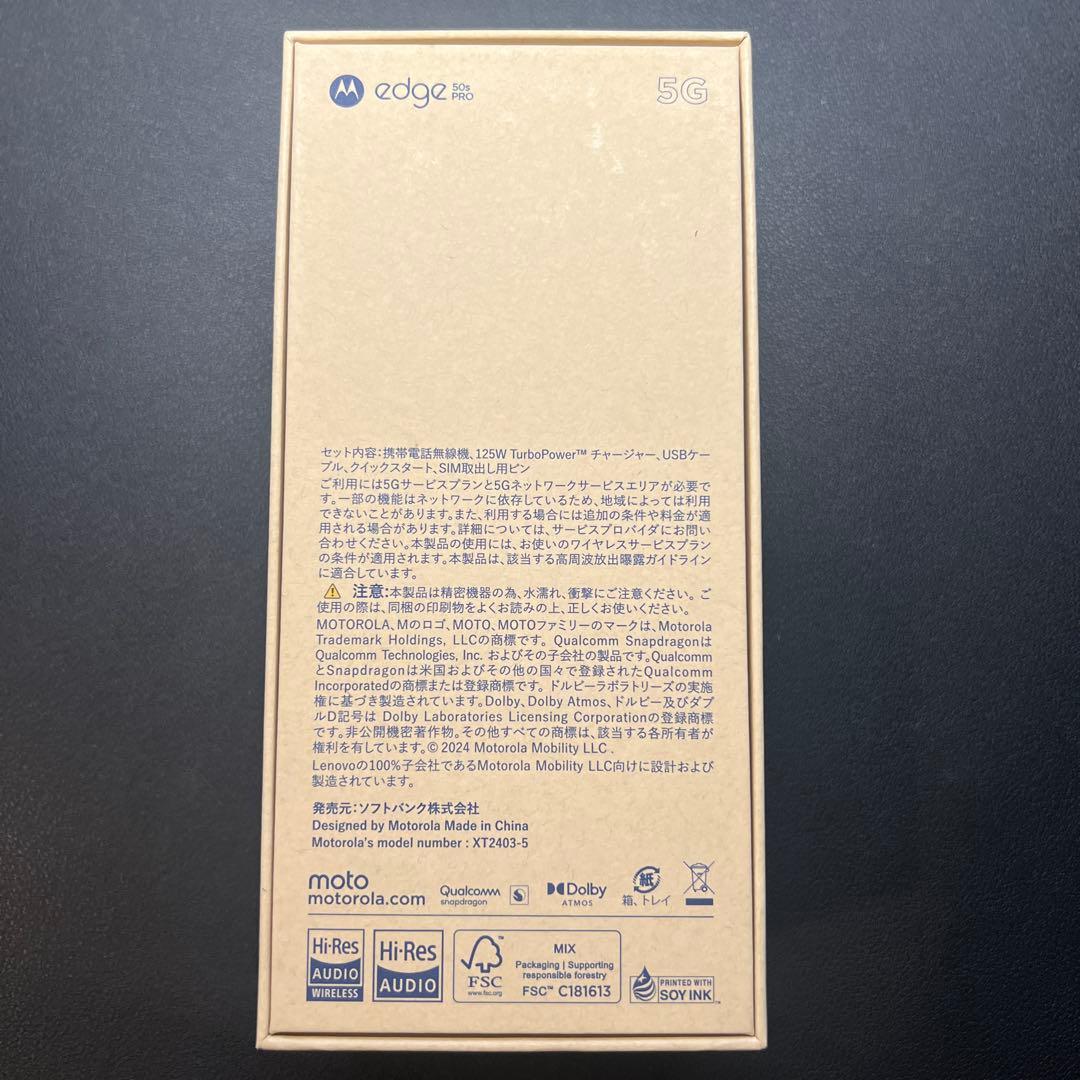 edge 50s PRO
5G
セット内容:携帯電話無線機、125W TurboPower™ チャージャー、USBケー
ブル、クイックスタート、SIM取出し用ピン
ご利用には5Gサービスプランと5Gネットワークサービスエリアが必要で
す。一部の機能はネットワークに依存しているため、地域によっては利用
できないことがあります。また、利用する場合には追加の条件や料金が適
用される場合があります。詳細については、サービスプロバイダにお問い
合わせください。本製品の使用には、お使いのワイヤレスサービスプラン
の条件が適用されます。本製品は、該当する高周波放出曝露ガイドライン
に適合しています。
注意:本製品は精密機器の為、水濡れ、衝撃にご注意ください。ご
使用の際は、同梱の印刷物をよくお読みの上、正しくお使いください。
MOTOROLA、Mのロゴ、MOTO、MOTOファミリーのマークは、Motorola
Trademark Holdings, LLCの商標です。 Qualcomm Snapdragonは
Qualcomm Technologies, Inc. およびその子会社の製品です。Qualcomm
とSnapdragonは米国およびその他の国々で登録されたQualcomm
Incorporatedの商標または登録商標です。ドルビーラボラトリーズの実施
権に基づき製造されています。Dolby、Dolby Atmos、ドルビー及びダブ
ルD記号は Dolby Laboratories Licensing Corporationの登録商標
です。非公開機密著作物。その他すべての商標は、該当する各所有者が
権利を有しています。© 2024 Motorola Mobility LLC 、
Lenovoの100%子会社であるMotorola Mobility LLC向けに設計および
製造されています。
発売元:ソフトバンク株式会社
Designed by Motorola Made in China
Motorola's model number : XT2403-5
moto
motorola.com
Qualcomm
snapdragon
Dolby
ATMOS
紙
箱、トレイ
Hi-Res
AUDIO
WIRELESS
Hi-Res
AUDIO
FSC
www.fsc.org
MIX
Packaging | Supporting
responsible forestry
FSC™ C181613
PRINTED WITH
SOY INK™